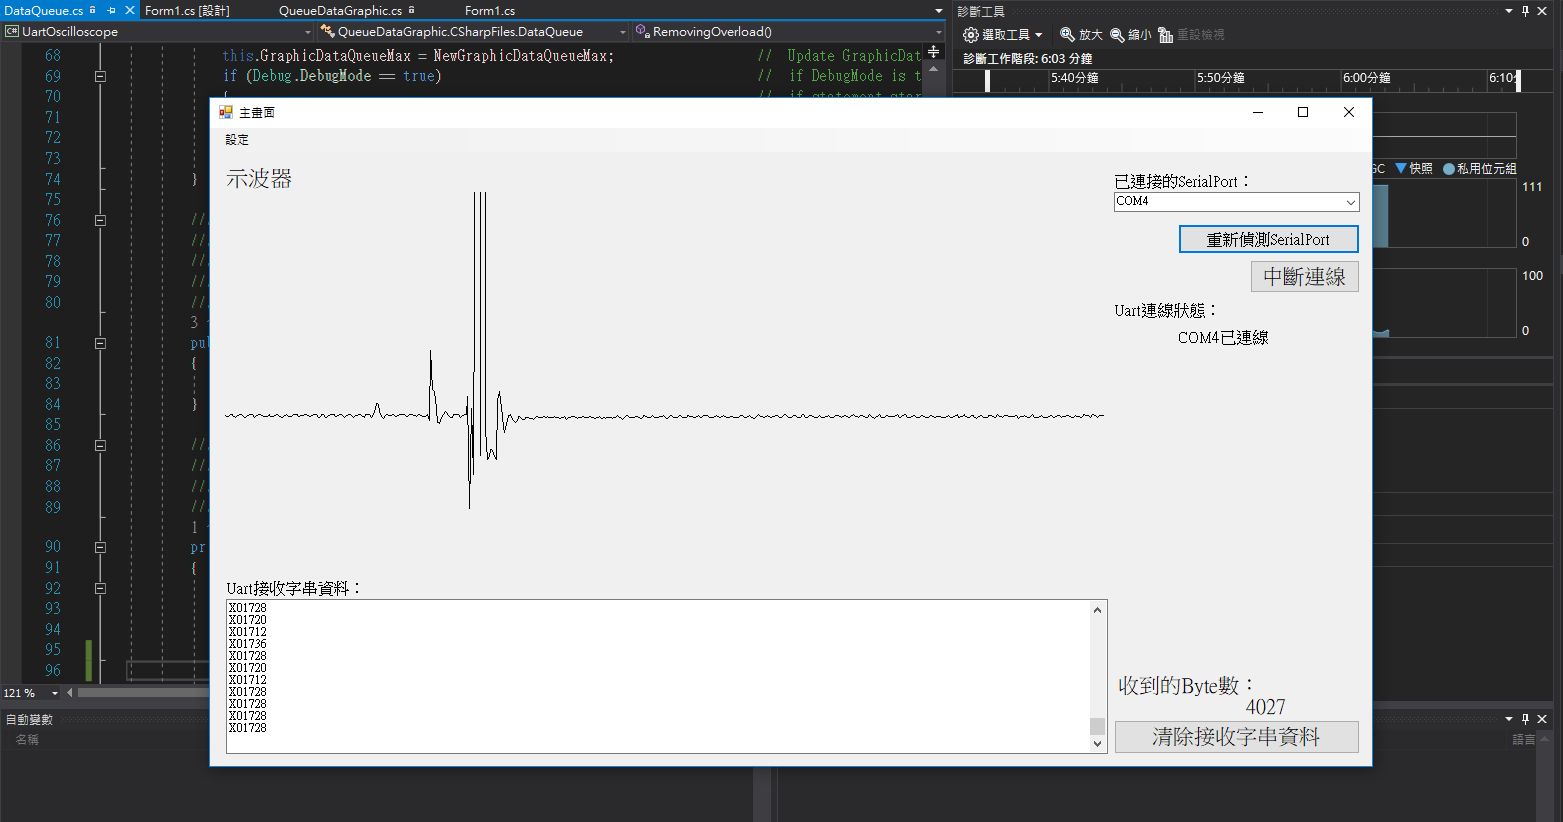 DataQueue.cs
Form1.cs [設計]
QueueDataGraphic.cs
Form1.cs
UartOscilloscope
QueueDataGraphic.CSharpFiles.DataQueue
RemovingOverload()
68 this.GraphicDataQueueMax = NewGraphicDataQueueMax; // Update GraphicDat
69 if (Debug.DebugMode == true) // if DebugMode is t
70 { // if statement star
71
72
73
74 }
75
76 ///
77 ///
78 ///
79 ///
80 ///
3
81 pub
82 {
83
84 }
85
86 ///
87 ///
88 ///
89 ///
1
90 pr
91 {
92
93
94
95
96
121 %
自動變數
名稱
診斷工具
選取工具
放大
縮小
重設檢視
診斷工作階段: 6:03 分鐘
5:40分鐘
5:50分鐘
6:00分鐘
6:10分
GC
快照
私用位元組
111
0
100
0
語言
主畫面
設定
示波器
已連接的SerialPort：
COM4
重新偵測SerialPort
中斷連線
Uart連線狀態：
COM4已連線
Uart接收字串資料：
X01728
X01720
X01712
X01736
X01728
X01720
X01712
X01728
X01728
X01728
X01728
收到的Byte數：
4027
清除接收字串資料